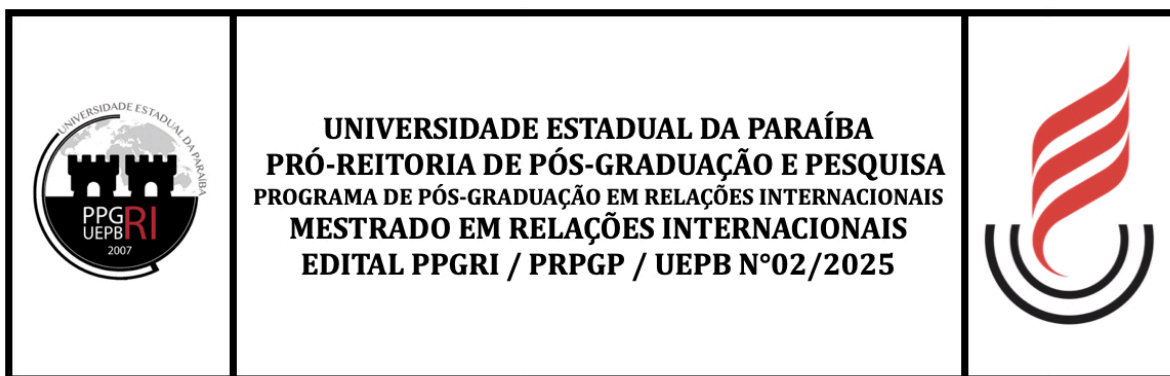 UNIVERSIDADE ESTADUAL DA PARAÍBA
PPG
UEPB
RI
2007
UNIVERSIDADE ESTADUAL DA PARAÍBA
PRÓ-REITORIA DE PÓS-GRADUAÇÃO E PESQUISA
PROGRAMA DE PÓS-GRADUAÇÃO EM RELAÇÕES INTERNACIONAIS
MESTRADO EM RELAÇÕES INTERNACIONAIS
EDITAL PPGRI / PRPGP / UEPB N°02/2025